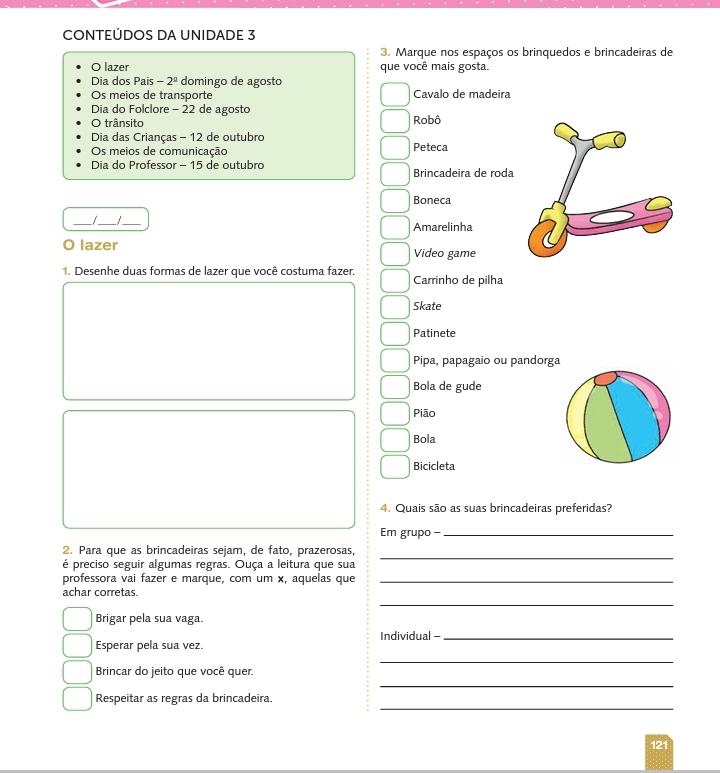 CONTEÚDOS DA UNIDADE 3
• O lazer
• Dia dos Pais – 2º domingo de agosto
• Os meios de transporte
• Dia do Folclore – 22 de agosto
• O trânsito
• Dia das Crianças – 12 de outubro
• Os meios de comunicação
• Dia do Professor – 15 de outubro
___/___/___
O lazer
1. Desenhe duas formas de lazer que você costuma fazer.
2. Para que as brincadeiras sejam, de fato, prazerosas,
é preciso seguir algumas regras. Ouça a leitura que sua
professora vai fazer e marque, com um x, aquelas que
achar corretas.
Brigar pela sua vaga.
Esperar pela sua vez.
Brincar do jeito que você quer.
Respeitar as regras da brincadeira.
3. Marque nos espaços os brinquedos e brincadeiras de
que você mais gosta.
Cavalo de madeira
Robô
Peteca
Brincadeira de roda
Boneca
Amarelinha
Video game
Carrinho de pilha
Skate
Patinete
Pipa, papagaio ou pandorga
Bola de gude
Pião
Bola
Bicicleta
4. Quais são as suas brincadeiras preferidas?
Em grupo –
Individual –
121